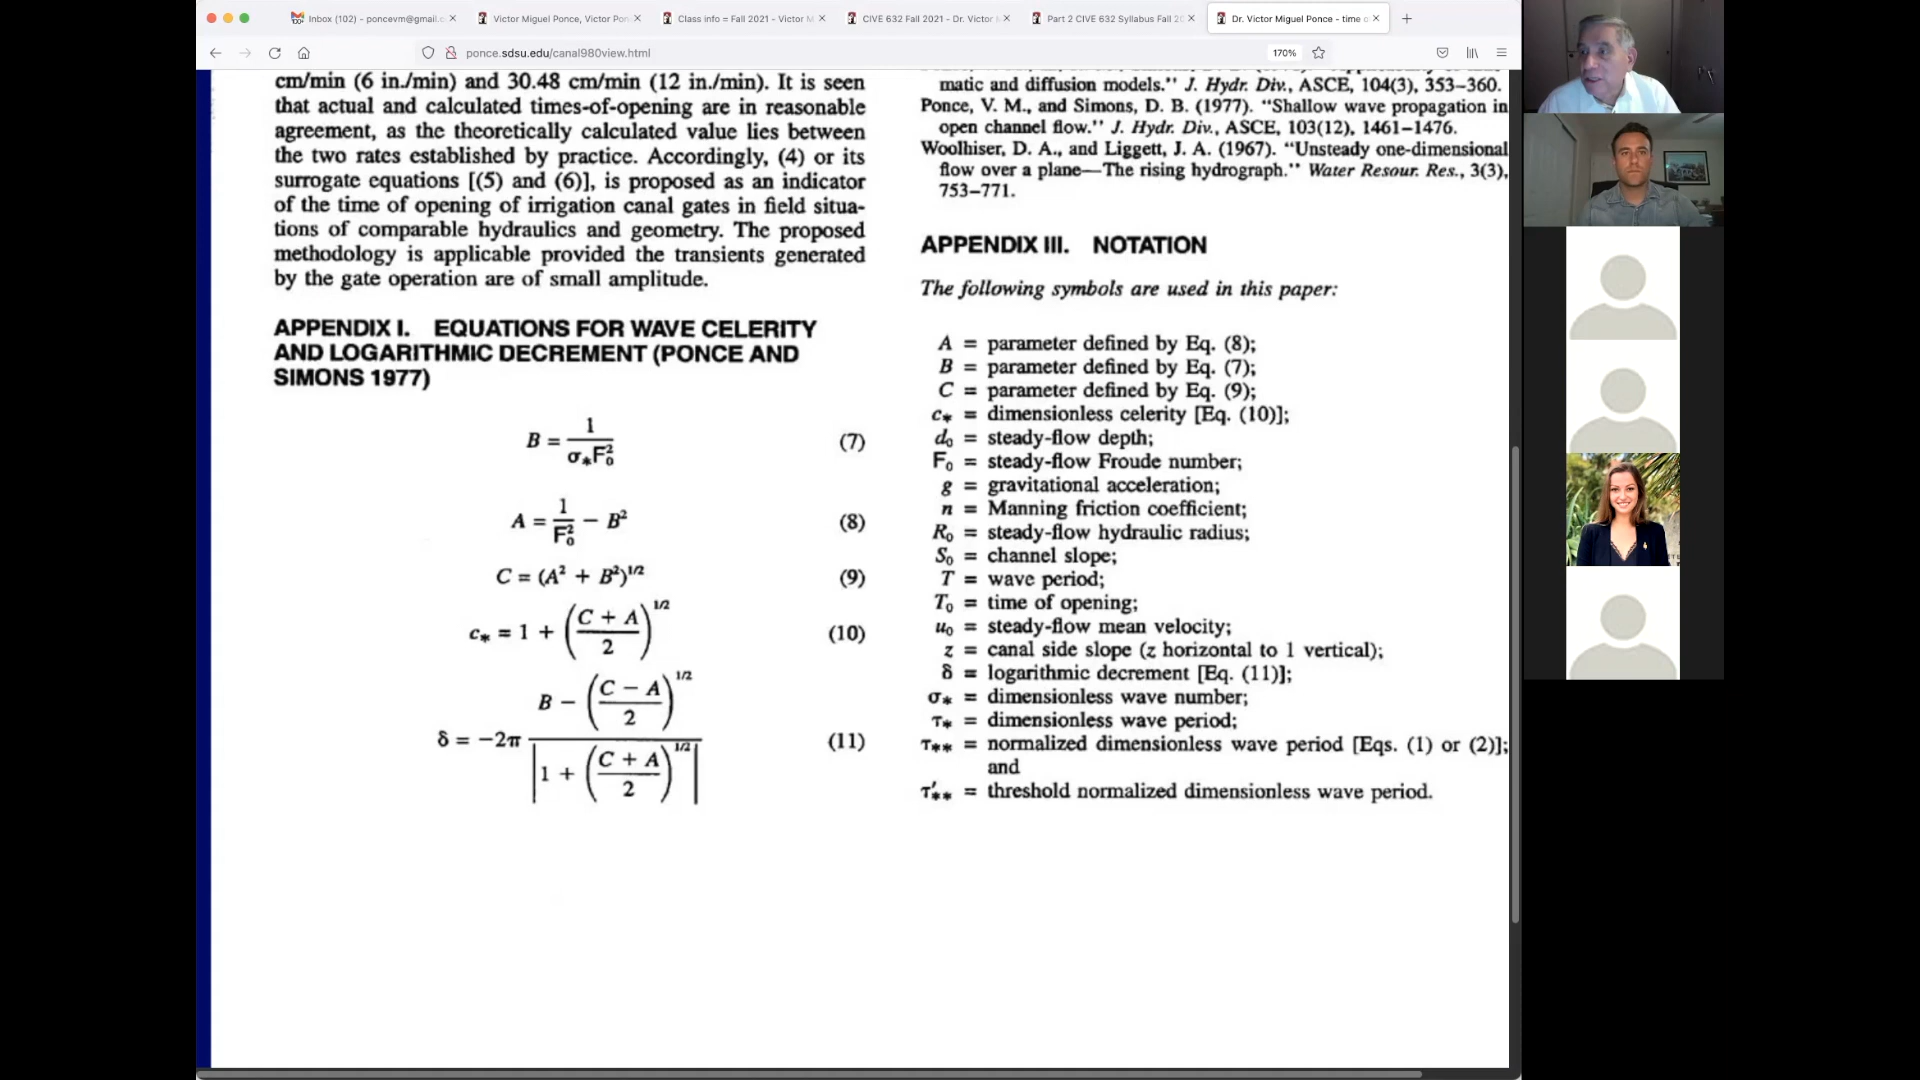 Inbox (102) - poncevm@gmail.c
Victor Miguel Ponce, Victor Pon
Class info = Fall 2021 - Victor M
CIVE 632 Fall 2021 - Dr. Victor
Part 2 CIVE 632 Syllabus Fall 20
Dr. Victor Miguel Ponce - time o
ponce.sdsu.edu/canal980view.html
170%
cm/min (6 in./min) and 30.48 cm/min (12 in./min). It is seen
that actual and calculated times-of-opening are in reasonable
agreement, as the theoretically calculated value lies between
the two rates established by practice. Accordingly, (4) or its
surrogate equations [(5) and (6)], is proposed as an indicator
of the time of opening of irrigation canal gates in field situa-
tions of comparable hydraulics and geometry. The proposed
methodology is applicable provided the transients generated
by the gate operation are of small amplitude.
APPENDIX I. EQUATIONS FOR WAVE CELERITY
AND LOGARITHMIC DECREMENT (PONCE AND
SIMONS 1977)
B = 1 / σ*F₀² (7)
A = 1 / F₀² − B² (8)
C = (A² + B²)^1/2 (9)
c* = 1 + ((C + A) / 2)^1/2 (10)
δ = −2π (B − ((C − A) / 2)^1/2) / |1 + ((C + A) / 2)^1/2| (11)
matic and diffusion models.'' J. Hydr. Div., ASCE, 104(3), 353–360.
Ponce, V. M., and Simons, D. B. (1977). “Shallow wave propagation in
open channel flow.’’ J. Hydr. Div., ASCE, 103(12), 1461–1476.
Woolhiser, D. A., and Liggett, J. A. (1967). “Unsteady one-dimensional
flow over a plane—The rising hydrograph.’’ Water Resour. Res., 3(3),
753–771.
APPENDIX III. NOTATION
The following symbols are used in this paper:
A = parameter defined by Eq. (8);
B = parameter defined by Eq. (7);
C = parameter defined by Eq. (9);
c* = dimensionless celerity [Eq. (10)];
d₀ = steady-flow depth;
F₀ = steady-flow Froude number;
g = gravitational acceleration;
n = Manning friction coefficient;
R₀ = steady-flow hydraulic radius;
S₀ = channel slope;
T = wave period;
T₀ = time of opening;
u₀ = steady-flow mean velocity;
z = canal side slope (z horizontal to 1 vertical);
δ = logarithmic decrement [Eq. (11)];
σ* = dimensionless wave number;
τ* = dimensionless wave period;
τ** = normalized dimensionless wave period [Eqs. (1) or (2)];
and
τ'** = threshold normalized dimensionless wave period.